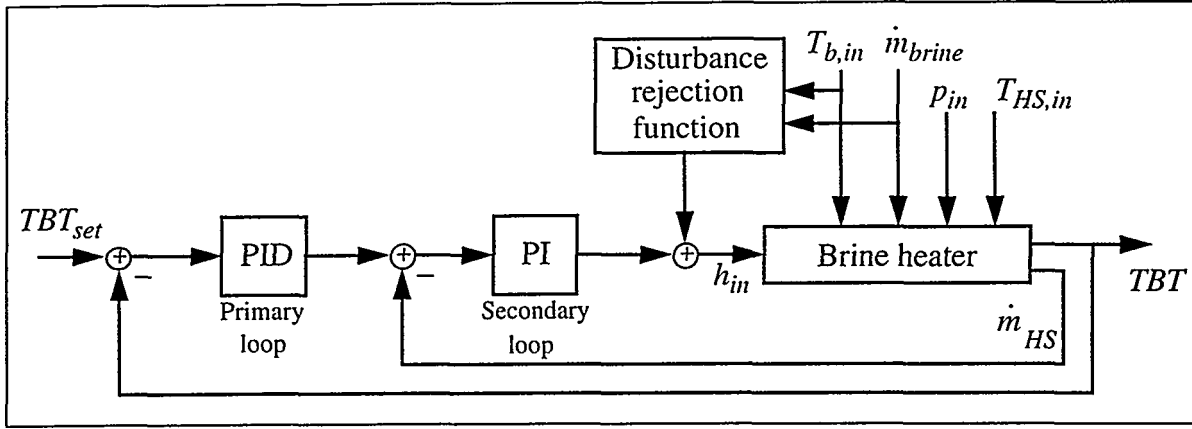 Disturbance
rejection
function
T_{b,in}
ṁ_{brine}
p_{in}
T_{HS,in}
TBT_{set}
+
−
PID
Primary
loop
+
−
PI
Secondary
loop
+
h_{in}
Brine heater
TBT
ṁ_{HS}